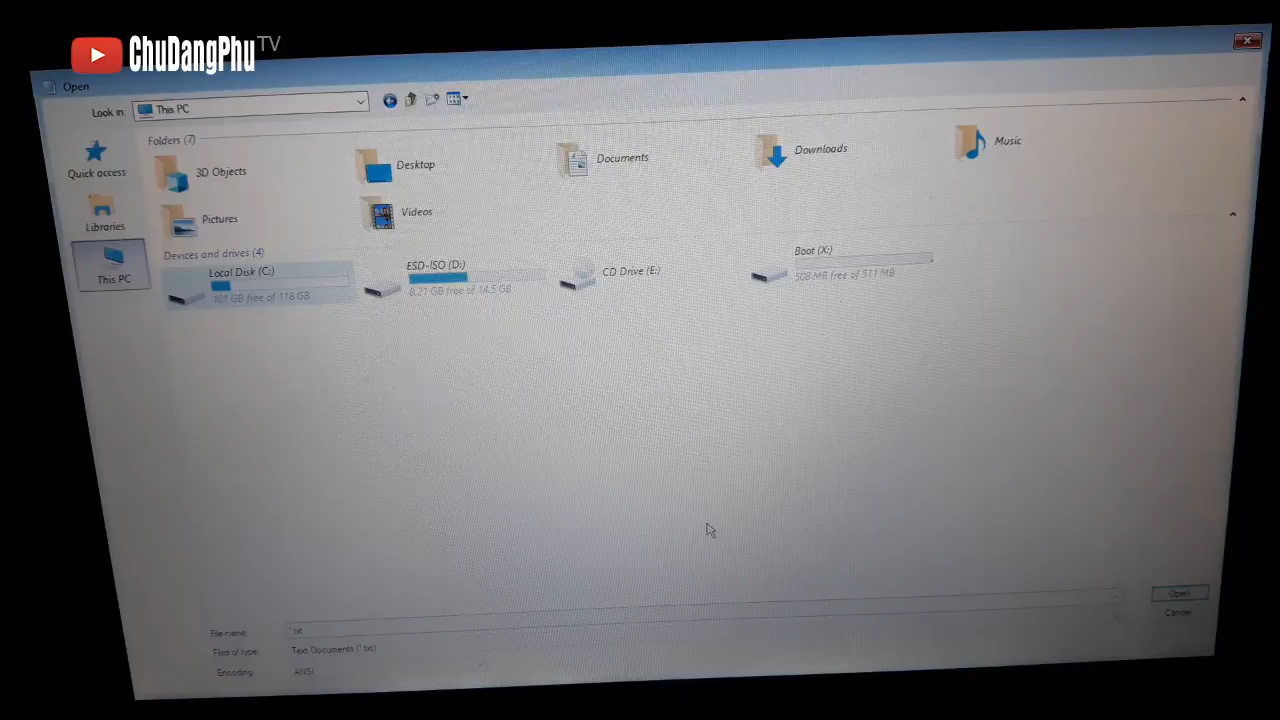 ChuDangPhu TV
Open
Look in: This PC
Folders (7)
3D Objects
Desktop
Documents
Downloads
Music
Pictures
Videos
Quick access
Libraries
This PC
Devices and drives (4)
Local Disk (C:)
101 GB free of 118 GB
ESD-ISO (D:)
8.21 GB free of 14.5 GB
CD Drive (E:)
Boot (X:)
508 MB free of 511 MB
File name: *.txt
Files of type: Text Documents (*.txt)
Encoding: ANSI
Open
Cancel